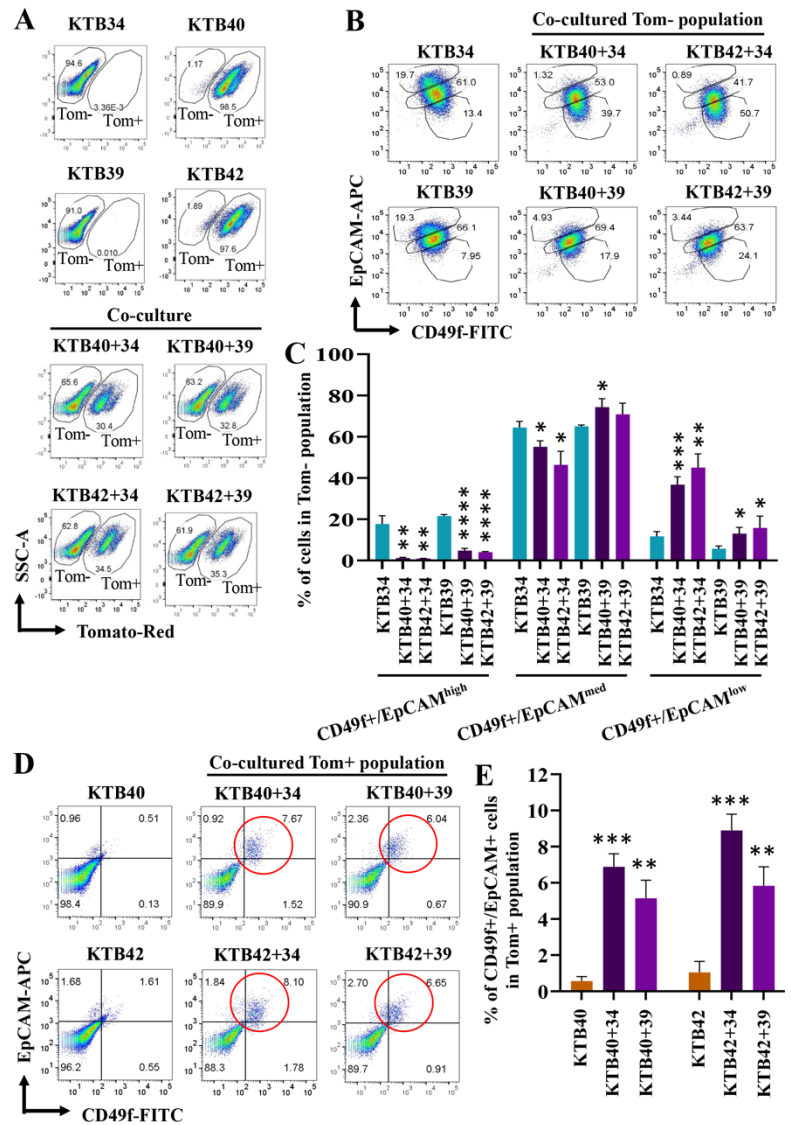 A
KTB34
KTB40
94.6
3.36E-3
Tom-
Tom+
1.17
98.5
Tom-
Tom+
KTB39
KTB42
91.0
0.010
Tom-
Tom+
1.89
97.6
Tom-
Tom+
Co-culture
KTB40+34
KTB40+39
65.6
30.4
Tom-
Tom+
63.2
32.8
Tom-
Tom+
KTB42+34
KTB42+39
62.8
34.5
Tom-
Tom+
61.9
35.3
Tom-
Tom+
SSC-A
Tomato-Red
B
Co-cultured Tom- population
KTB34
KTB40+34
KTB42+34
19.7
61.0
13.4
1.32
53.0
39.7
0.89
41.7
50.7
KTB39
KTB40+39
KTB42+39
19.3
66.1
7.95
4.93
69.4
17.9
3.44
63.7
24.1
EpCAM-APC
CD49f-FITC
C
% of cells in Tom- population
100
80
60
40
20
0
** ** **** **** * * * *** ** * *
KTB34
KTB40+34
KTB42+34
KTB39
KTB40+39
KTB42+39
KTB34
KTB40+34
KTB42+34
KTB39
KTB40+39
KTB42+39
KTB34
KTB40+34
KTB42+34
KTB39
KTB40+39
KTB42+39
CD49f+/EpCAMhigh
CD49f+/EpCAMmed
CD49f+/EpCAMlow
D
Co-cultured Tom+ population
KTB40
KTB40+34
KTB40+39
0.96 0.51
98.4 0.13
0.92 7.67
89.9 1.52
2.36 6.04
90.9 0.67
KTB42
KTB42+34
KTB42+39
1.68 1.61
96.2 0.55
1.84 8.10
88.3 1.78
2.70 6.65
89.7 0.91
EpCAM-APC
CD49f-FITC
E
% of CD49f+/EpCAM+ cells
in Tom+ population
12
10
8
6
4
2
0
*** ** *** **
KTB40
KTB40+34
KTB40+39
KTB42
KTB42+34
KTB42+39